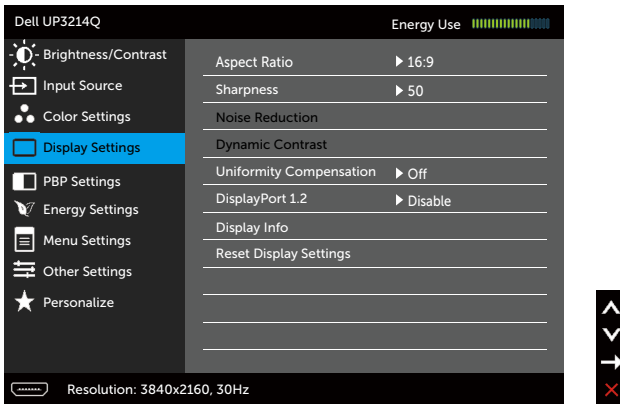 Dell UP3214Q
Energy Use
Brightness/Contrast
Input Source
Color Settings
Display Settings
PBP Settings
Energy Settings
Menu Settings
Other Settings
Personalize
Aspect Ratio 16:9
Sharpness 50
Noise Reduction
Dynamic Contrast
Uniformity Compensation Off
DisplayPort 1.2 Disable
Display Info
Reset Display Settings
Resolution: 3840x2160, 30Hz